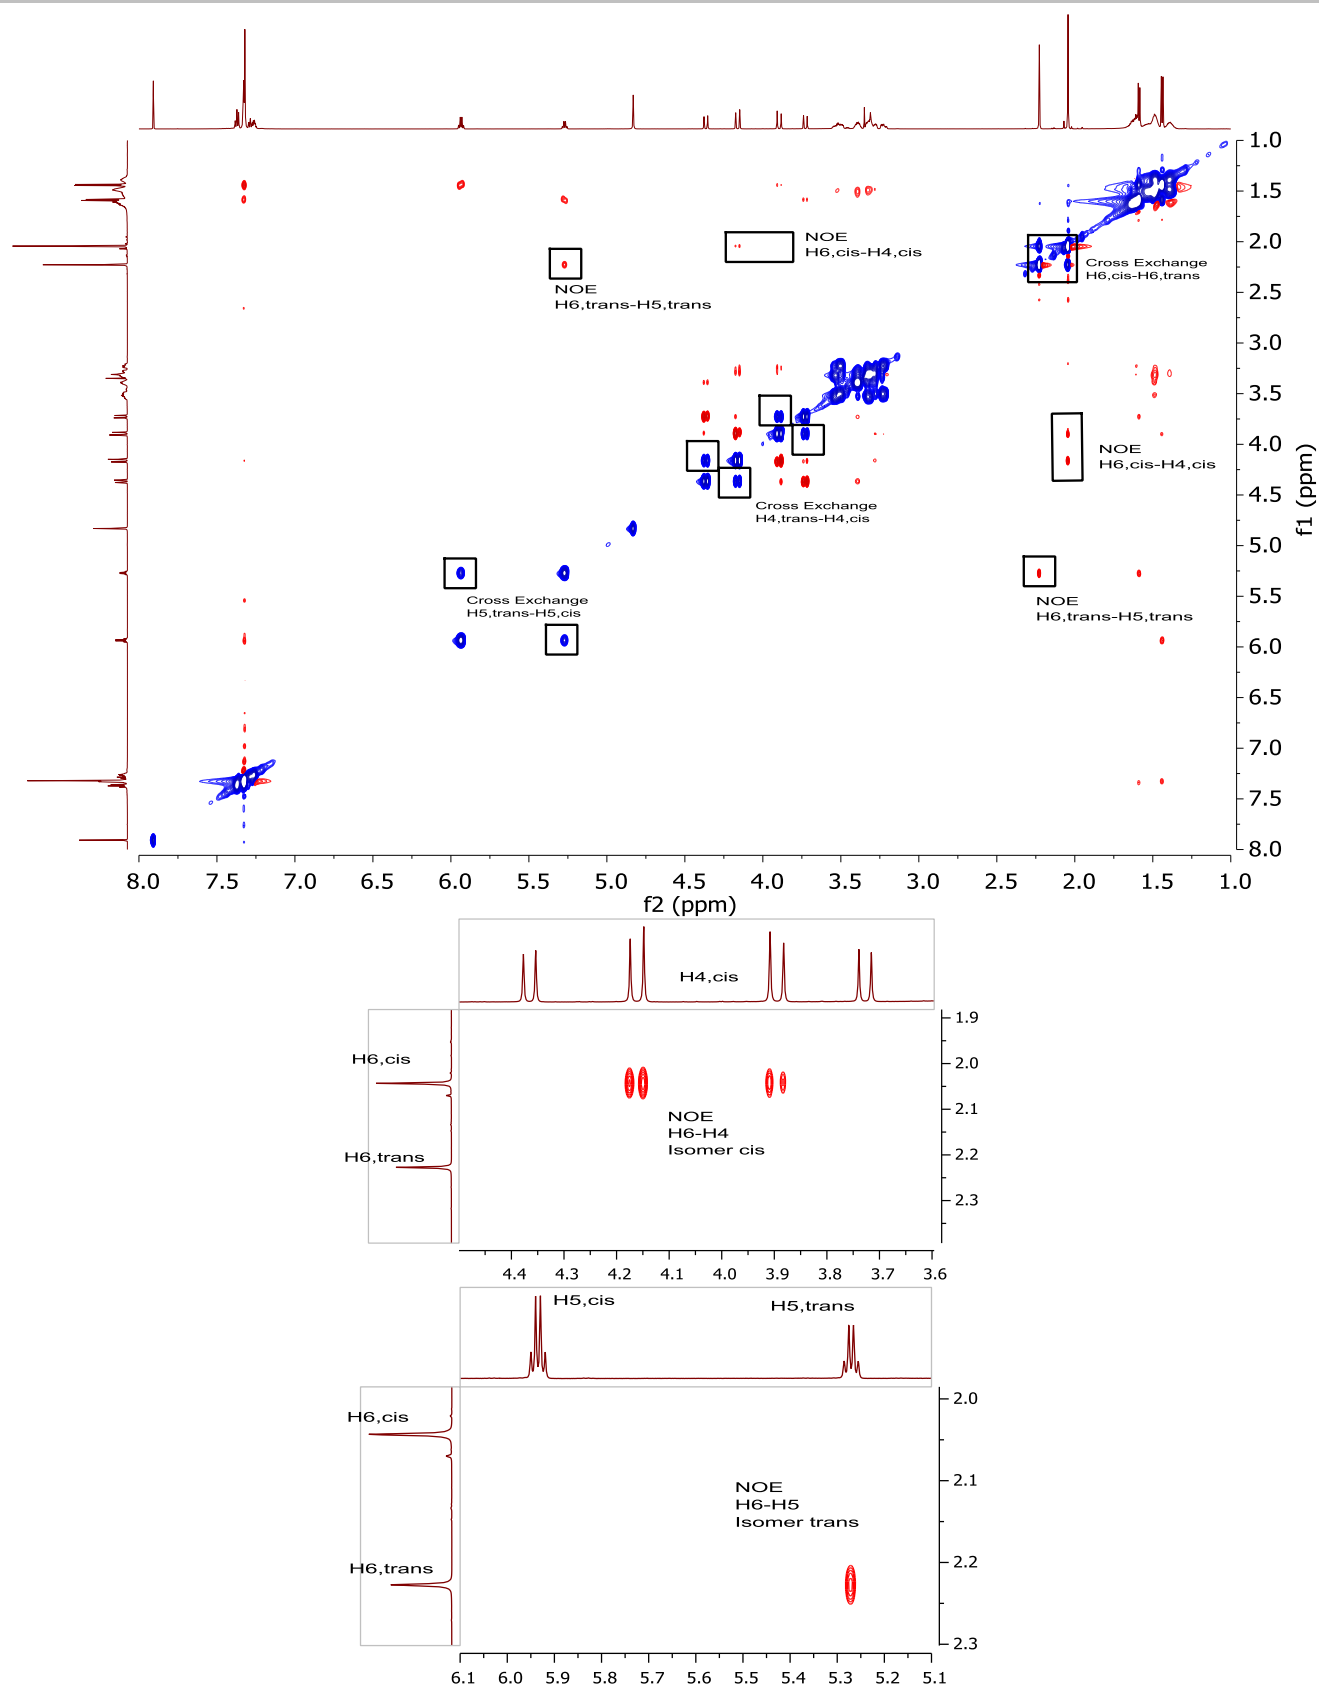 1.0
1.5
NOE
H6,cis-H4,cis
2.0
Cross Exchange
H6,cis-H6,trans
NOE
H6,trans-H5,trans
2.5
3.0
3.5
4.0
NOE
H6,cis-H4,cis
4.5
Cross Exchange
H4,trans-H4,cis
f1 (ppm)
5.0
5.5
Cross Exchange
H5,trans-H5,cis
NOE
H6,trans-H5,trans
6.0
6.5
7.0
7.5
8.0
8.0 7.5 7.0 6.5 6.0 5.5 5.0 4.5 4.0 3.5 3.0 2.5 2.0 1.5 1.0
f2 (ppm)
H4,cis
1.9
H6,cis
2.0
2.1
NOE
H6-H4
Isomer cis
H6,trans
2.2
2.3
4.4 4.3 4.2 4.1 4.0 3.9 3.8 3.7 3.6
H5,cis
H5,trans
2.0
H6,cis
2.1
NOE
H6-H5
Isomer trans
2.2
H6,trans
2.3
6.1 6.0 5.9 5.8 5.7 5.6 5.5 5.4 5.3 5.2 5.1